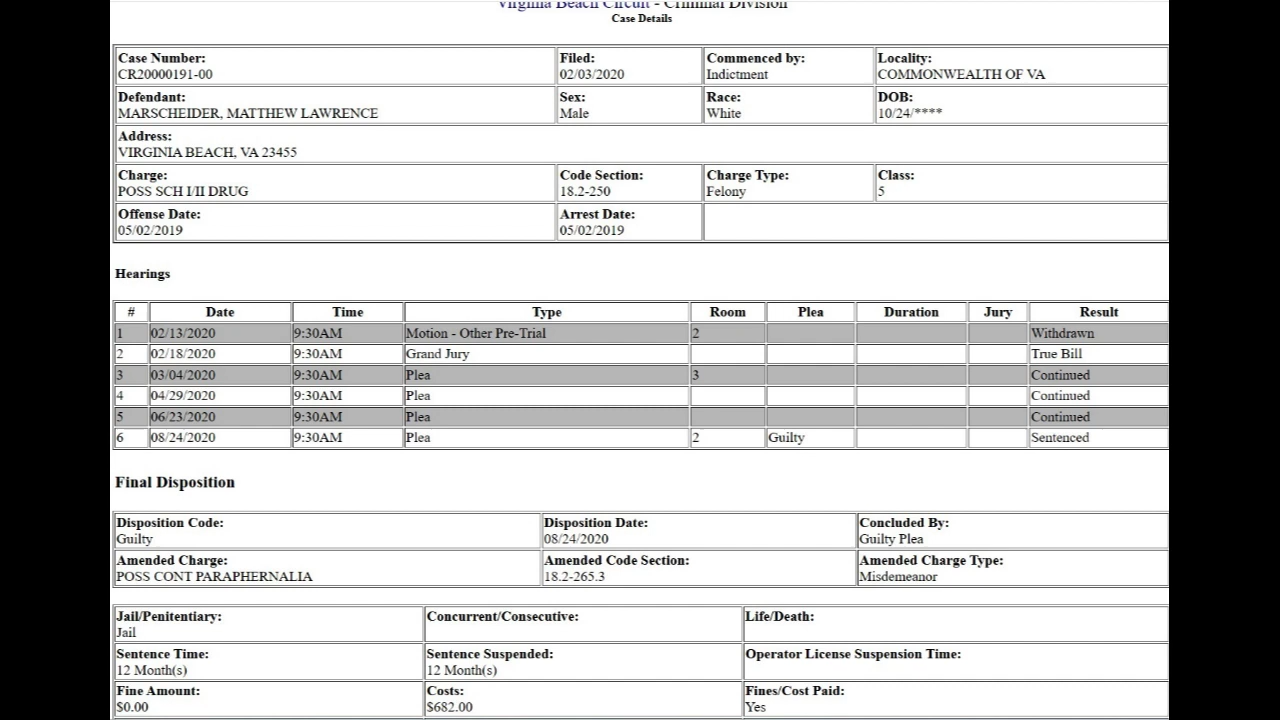 Virginia Beach Circuit - Criminal Division
Case Details
Case Number: Filed: Commenced by: Locality:
CR20000191-00 02/03/2020 Indictment COMMONWEALTH OF VA
Defendant: Sex: Race: DOB:
MARSCHEIDER, MATTHEW LAWRENCE Male White 10/24/****
Address:
VIRGINIA BEACH, VA 23455
Charge: Code Section: Charge Type: Class:
POSS SCH I/II DRUG 18.2-250 Felony 5
Offense Date: Arrest Date:
05/02/2019 05/02/2019
Hearings
# Date Time Type Room Plea Duration Jury Result
1 02/13/2020 9:30AM Motion - Other Pre-Trial 2 Withdrawn
2 02/18/2020 9:30AM Grand Jury True Bill
3 03/04/2020 9:30AM Plea 3 Continued
4 04/29/2020 9:30AM Plea Continued
5 06/23/2020 9:30AM Plea Continued
6 08/24/2020 9:30AM Plea 2 Guilty Sentenced
Final Disposition
Disposition Code: Disposition Date: Concluded By:
Guilty 08/24/2020 Guilty Plea
Amended Charge: Amended Code Section: Amended Charge Type:
POSS CONT PARAPHERNALIA 18.2-265.3 Misdemeanor
Jail/Penitentiary: Concurrent/Consecutive: Life/Death:
Jail
Sentence Time: Sentence Suspended: Operator License Suspension Time:
12 Month(s) 12 Month(s)
Fine Amount: Costs: Fines/Cost Paid:
$0.00 $682.00 Yes